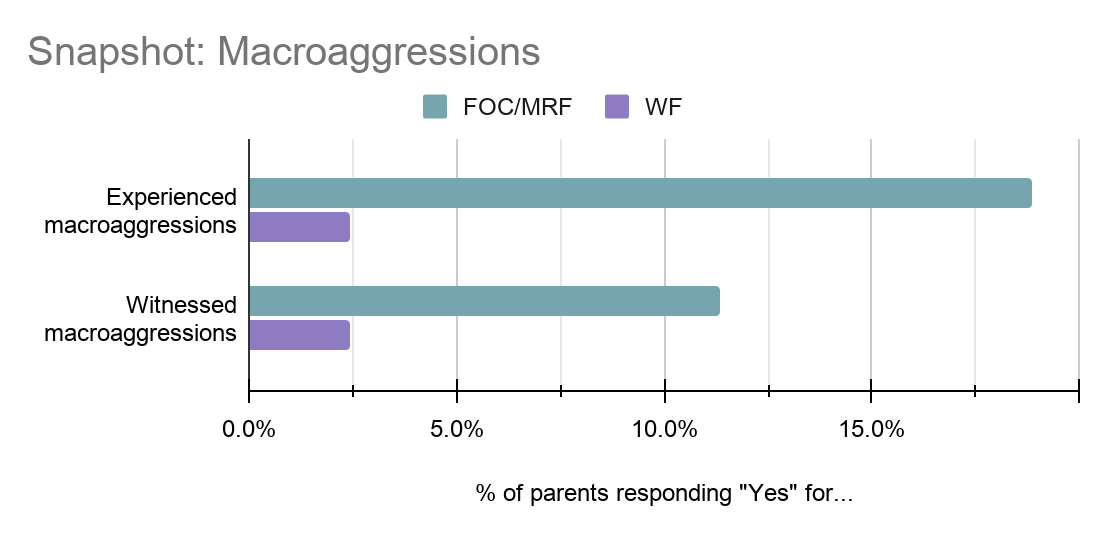 Snapshot: Macroaggressions
FOC/MRF WF
Experienced
macroaggressions
Witnessed
macroaggressions
0.0% 5.0% 10.0% 15.0%
% of parents responding "Yes" for...